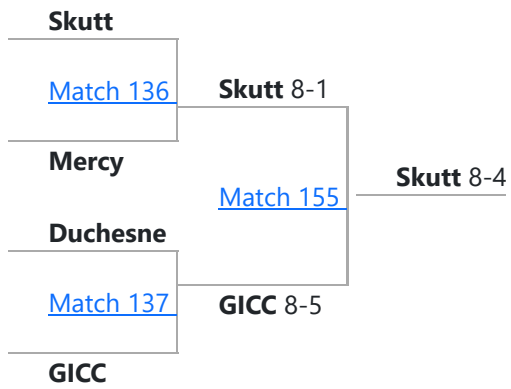 Skutt
Match 136
Skutt 8-1
Mercy
Skutt 8-4
Match 155
Duchesne
Match 137
GICC 8-5
GICC